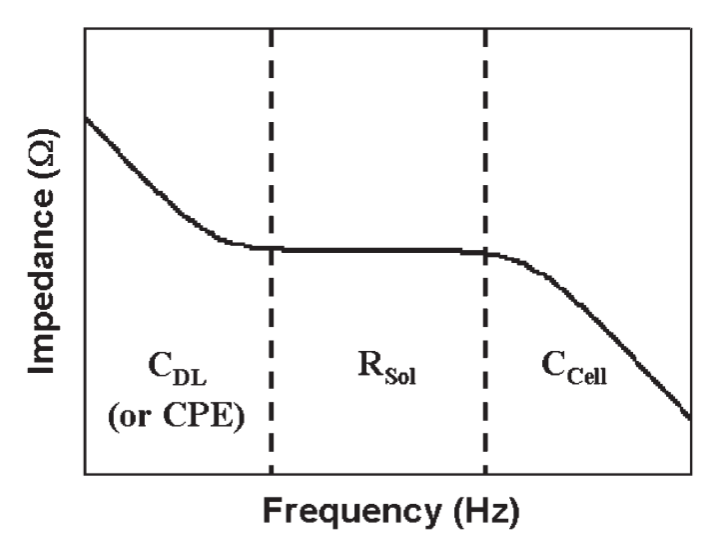 Impedance (Ω)
C_DL
(or CPE)
R_Sol
C_Cell
Frequency (Hz)